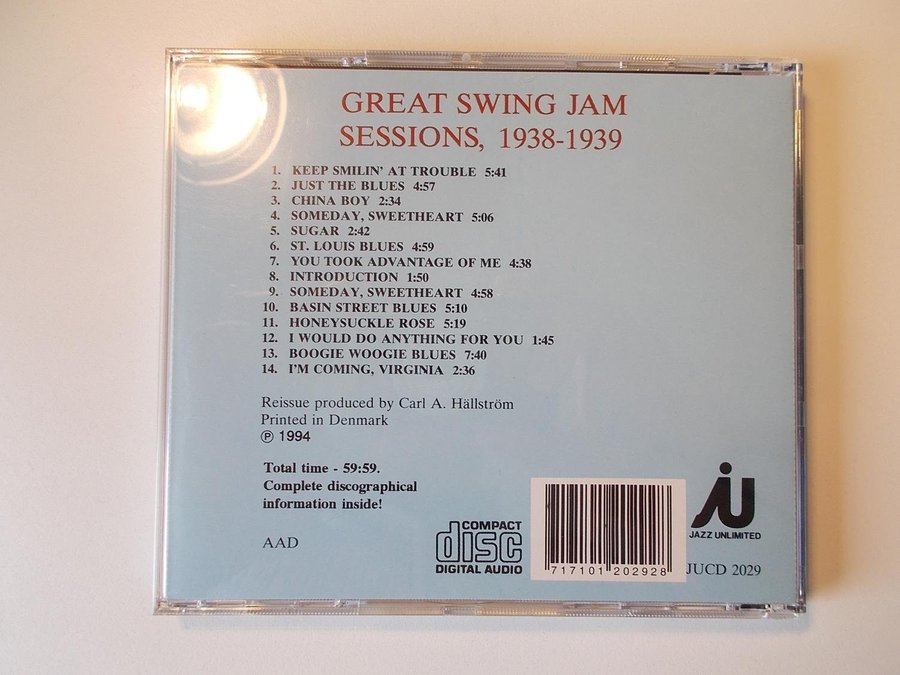 GREAT SWING JAM
SESSIONS, 1938-1939
1. KEEP SMILIN' AT TROUBLE 5:41
2. JUST THE BLUES 4:57
3. CHINA BOY 2:34
4. SOMEDAY, SWEETHEART 5:06
5. SUGAR 2:42
6. ST. LOUIS BLUES 4:59
7. YOU TOOK ADVANTAGE OF ME 4:38
8. INTRODUCTION 1:50
9. SOMEDAY, SWEETHEART 4:58
10. BASIN STREET BLUES 5:10
11. HONEYSUCKLE ROSE 5:19
12. I WOULD DO ANYTHING FOR YOU 1:45
13. BOOGIE WOOGIE BLUES 7:40
14. I'M COMING, VIRGINIA 2:36
Reissue produced by Carl A. Hällström
Printed in Denmark
℗ 1994
Total time - 59:59.
Complete discographical
information inside!
AAD
COMPACT
disc
DIGITAL AUDIO
7 17101 20292 8
JU
JAZZ UNLIMITED
JUCD 2029